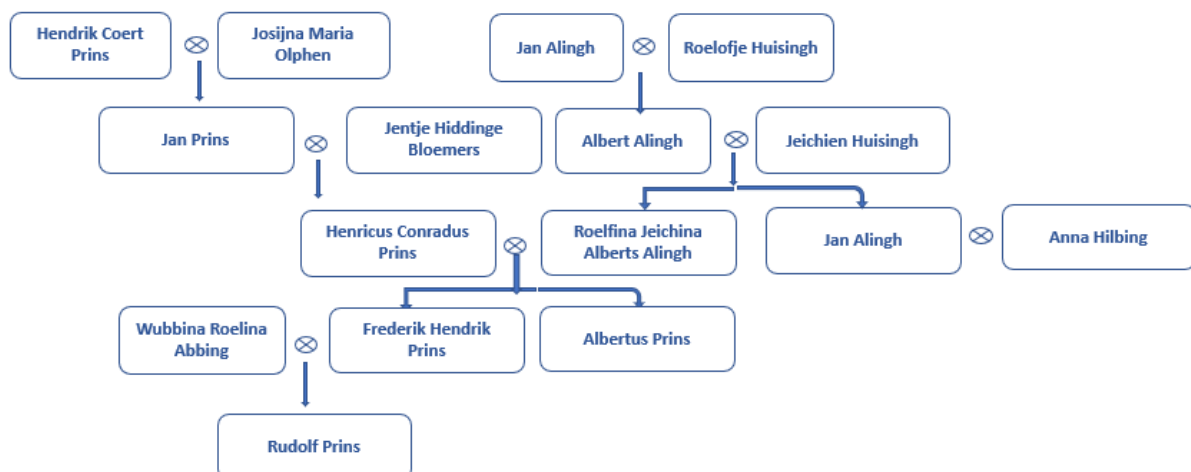 Hendrik Coert
Prins
Josijna Maria
Olphen
Jan Alingh
Roelofje Huisingh
Jan Prins
Jentje Hiddinge
Bloemers
Albert Alingh
Jeichien Huisingh
Henricus Conradus
Prins
Roelfina Jeichina
Alberts Alingh
Jan Alingh
Anna Hilbing
Wubbina Roelina
Abbing
Frederik Hendrik
Prins
Albertus Prins
Rudolf Prins